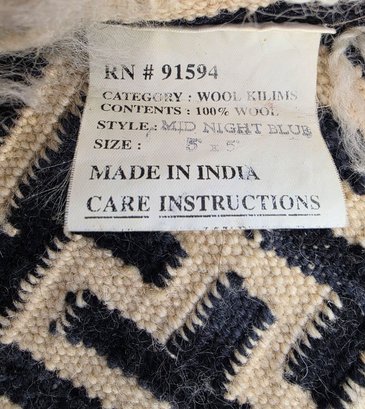 RN # 91594
CATEGORY : WOOL KILIMS
CONTENTS : 100% WOOL
STYLE : MID NIGHT BLUE
SIZE : 5' x 5'
MADE IN INDIA
CARE INSTRUCTIONS